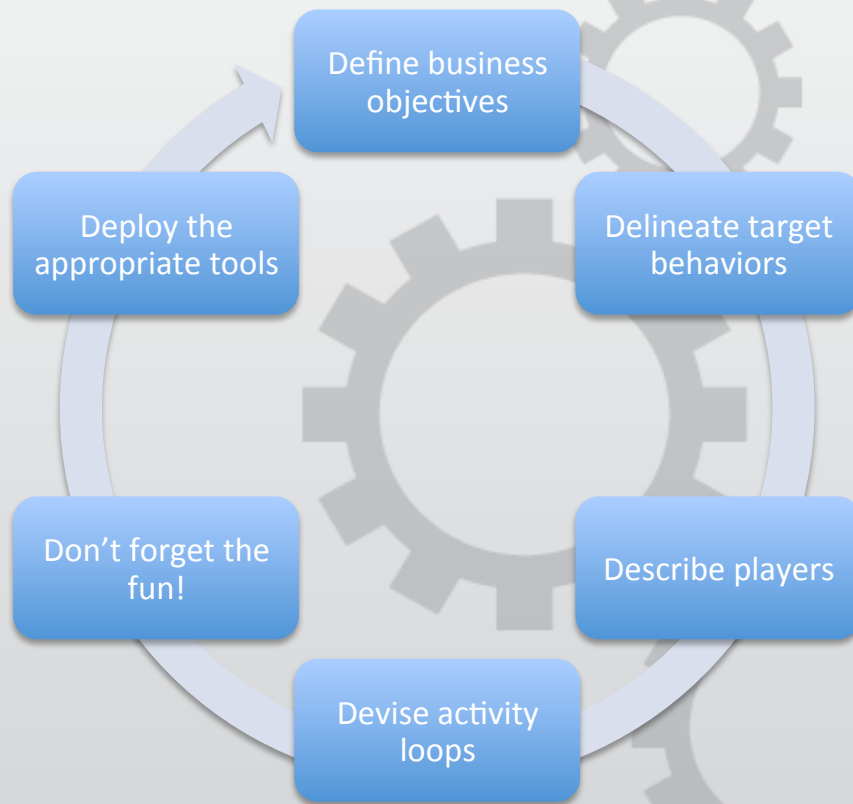 Define business
objectives
Delineate target
behaviors
Describe players
Devise activity
loops
Don’t forget the
fun!
Deploy the
appropriate tools